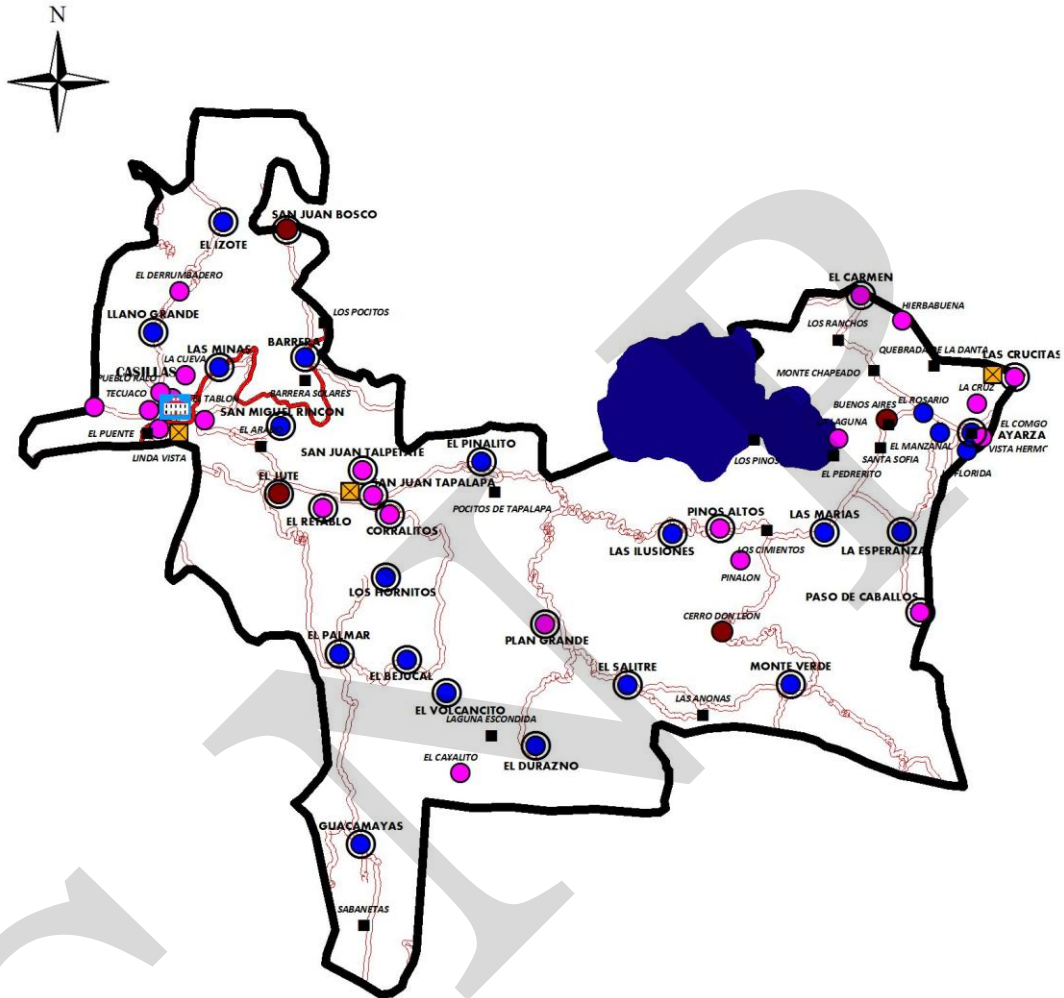 N
SAN JUAN BOSCO
EL IZOTE
EL DERRUMBADERO
EL CARMEN
HIERBABUENA
LLANO GRANDE
LOS POCITOS
LOS RANCHOS
LAS MINAS
BARRERA
LA CUEVA
QUEBRADA DE LA DANTA
LAS CRUCITAS
CASILLAS
MONTE CHAPEADO
PUEBLO
TECUACO
EL TABLON
BARRERA SOLARES
LA CRUZ
BUENOS AIRES
EL ROSARIO
SAN MIGUEL RINCON
EL PUENTE
EL COMGO
LAGUNA
AYARZA
LINDA VISTA
SAN JUAN TALPETATE
EL PINALITO
LOS PINOS
EL MANZANAL
VISTA HERMO
SANTA SOFIA
EL PEDRERITO
FLORIDA
EL JUTE
SAN JUAN TAPALAPA
POCITOS DE TAPALAPA
EL RETABLO
CORRALITOS
PINOS ALTOS
LAS MARIAS
LAS ILUSIONES
LOS CIMIENTOS
LA ESPERANZA
PINALON
LOS HORNITOS
PASO DE CABALLOS
CERRO DON LEON
EL PALMAR
PLAN GRANDE
EL BEJUCAL
EL SALITRE
MONTE VERDE
EL VOLCANCITO
LAS ANONAS
LAGUNA ESCONDIDA
EL CAXALITO
EL DURAZNO
GUACAMAYAS
SABANETAS